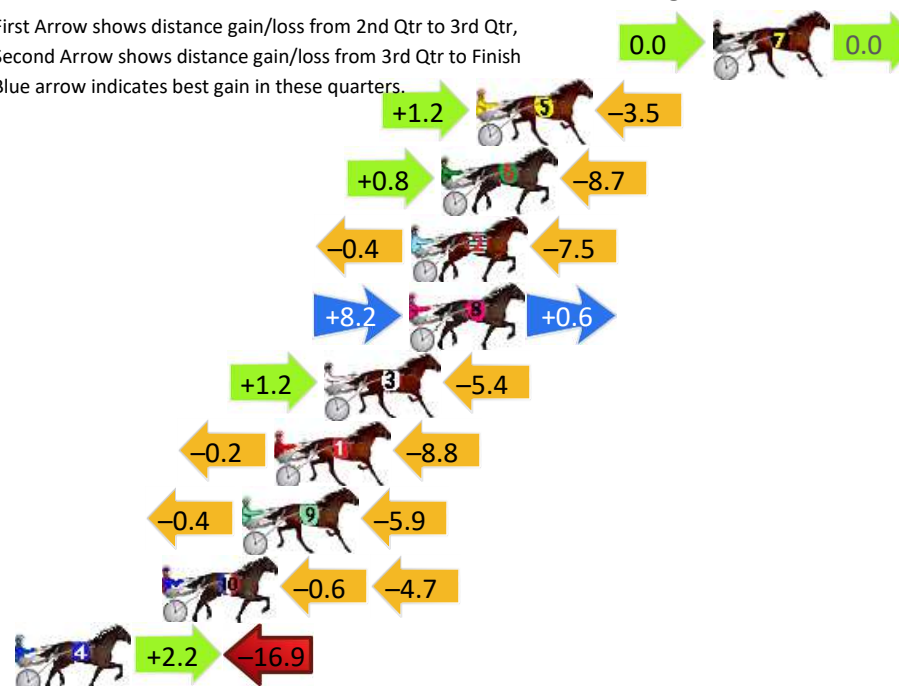 First Arrow shows distance gain/loss from 2nd Qtr to 3rd Qtr,
Second Arrow shows distance gain/loss from 3rd Qtr to Finish
Blue arrow indicates best gain in these quarters.
0.0 7 0.0
+1.2 5 –3.5
+0.8 –8.7
–0.4 2 –7.5
+8.2 8 +0.6
+1.2 3 –5.4
–0.2 1 –8.8
–0.4 9 –5.9
10 –0.6 –4.7
4 +2.2 –16.9